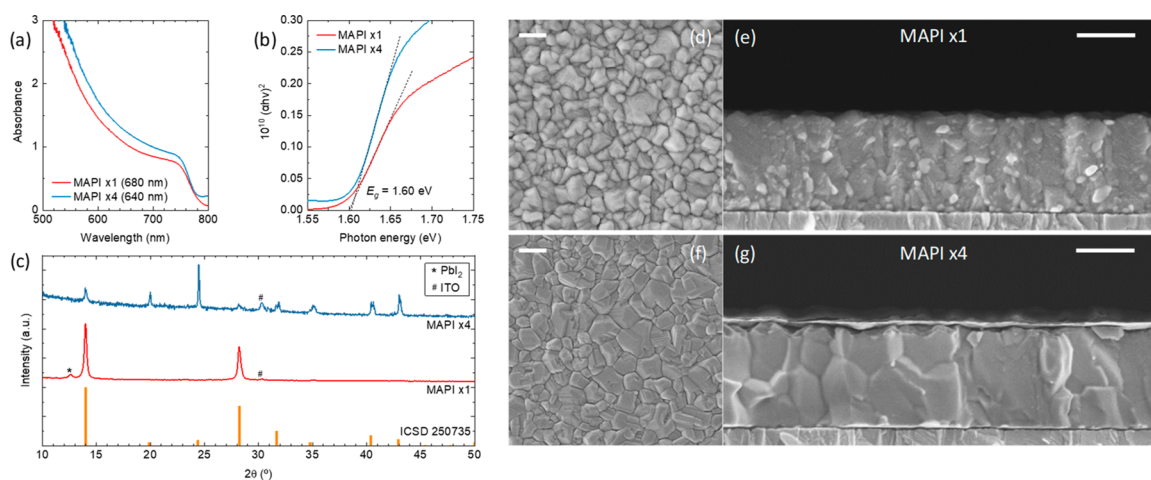 (a)
3
2
1
0
500
600
700
800
Absorbance
Wavelength (nm)
MAPI x1 (680 nm)
MAPI x4 (640 nm)
(b)
0.30
0.25
0.20
0.15
0.10
0.05
0.00
1.55
1.60
1.65
1.70
1.75
10¹⁰ (αhν)²
Photon energy (eV)
MAPI x1
MAPI x4
E_g = 1.60 eV
(c)
* PbI₂
# ITO
#
MAPI x4
*
#
MAPI x1
ICSD 250735
Intensity (a.u.)
10
15
20
25
30
35
40
45
50
2θ (º)
(d)
(e)
MAPI x1
(f)
(g)
MAPI x4